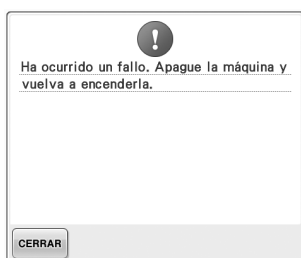 Ha ocurrido un fallo. Apague la máquina y
vuelva a encenderla.
CERRAR